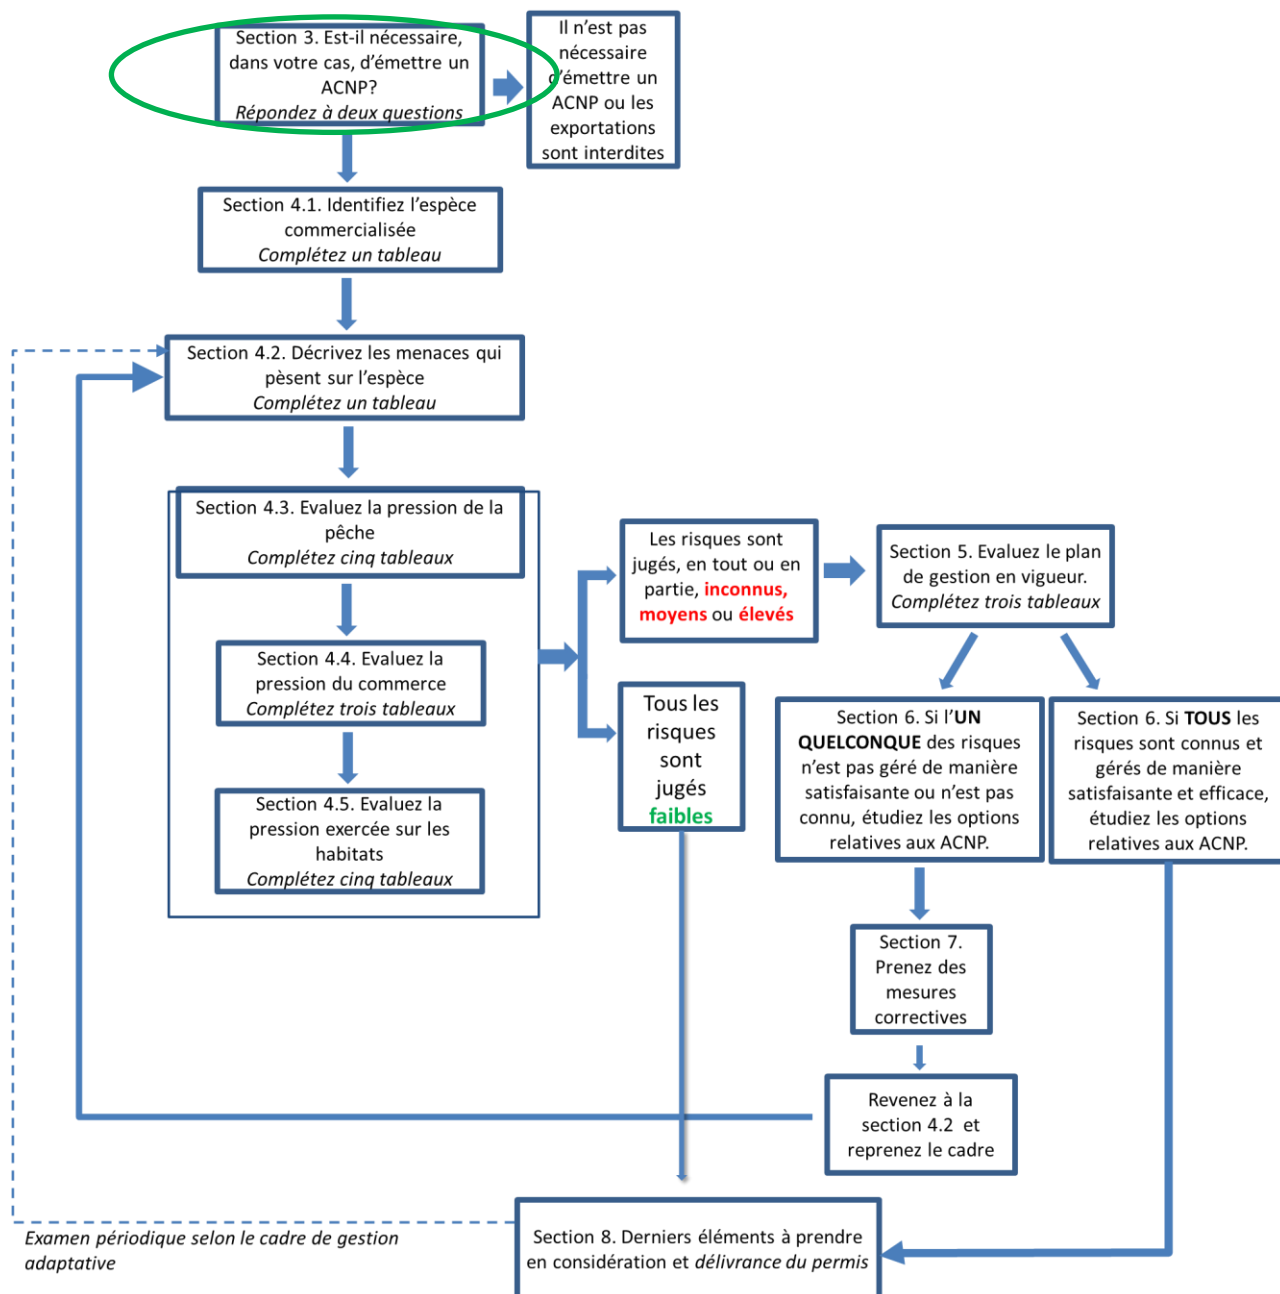 Section 3. Est-il nécessaire,
dans votre cas, d'émettre un
ACNP?
Répondez à deux questions
Il n'est pas
nécessaire
d'émettre un
ACNP ou les
exportations
sont interdites
Section 4.1. Identifiez l'espèce
commercialisée
Complétez un tableau
Section 4.2. Décrivez les menaces qui
pèsent sur l'espèce
Complétez un tableau
Section 4.3. Evaluez la pression de la
pêche
Complétez cinq tableaux
Section 4.4. Evaluez la
pression du commerce
Complétez trois tableaux
Section 4.5. Evaluez la
pression exercée sur les
habitats
Complétez cinq tableaux
Les risques sont
jugés, en tout ou en
partie, inconnus,
moyens ou élevés
Tous les
risques
sont
jugés
faibles
Section 5. Evaluez le plan
de gestion en vigueur.
Complétez trois tableaux
Section 6. Si l'UN
QUELCONQUE des risques
n'est pas géré de manière
satisfaisante ou n'est pas
connu, étudiez les options
relatives aux ACNP.
Section 6. Si TOUS les
risques sont connus et
gérés de manière
satisfaisante et efficace,
étudiez les options
relatives aux ACNP.
Section 7.
Prenez des
mesures
correctives
Revenez à la
section 4.2 et
reprenez le cadre
Section 8. Derniers éléments à prendre
en considération et délivrance du permis
Examen périodique selon le cadre de gestion
adaptative